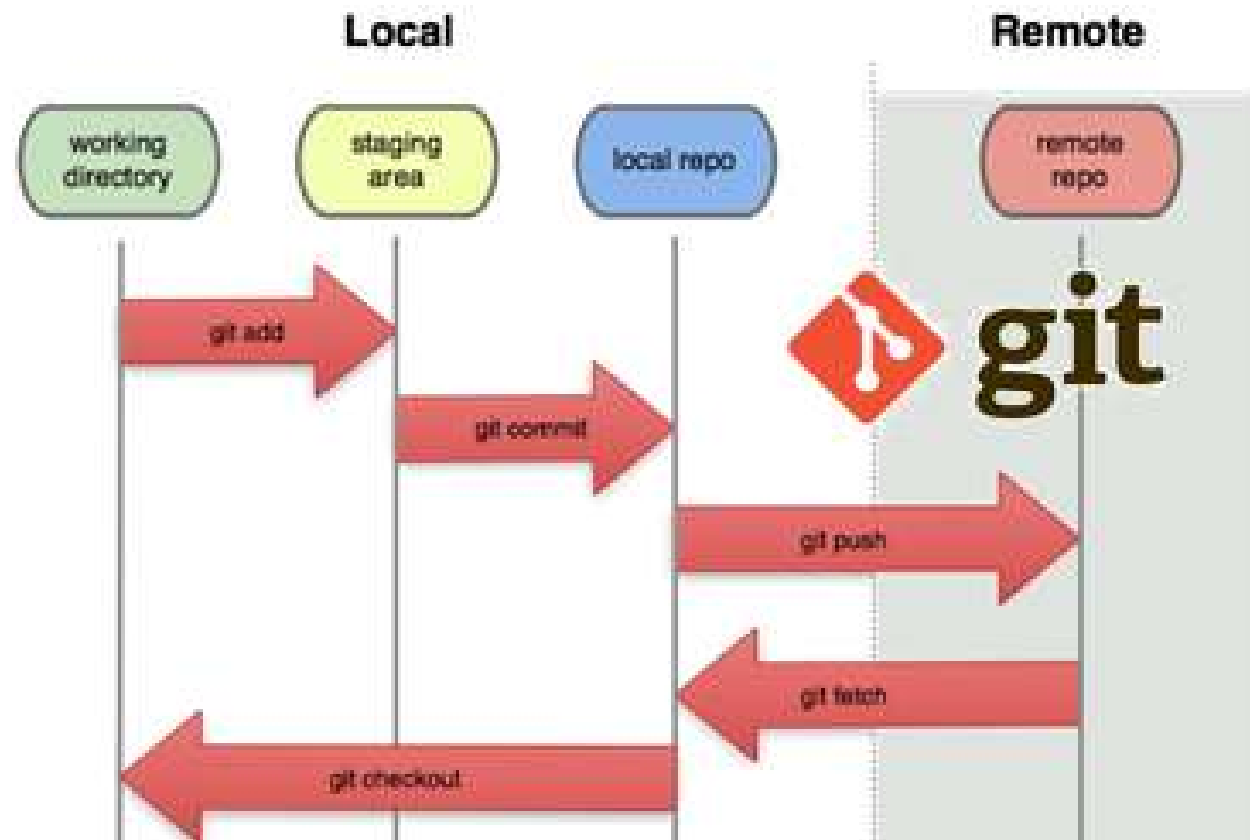 Local
Remote
working
directory
staging
area
local repo
remote
repo
git add
git
git commit
git push
git fetch
git checkout